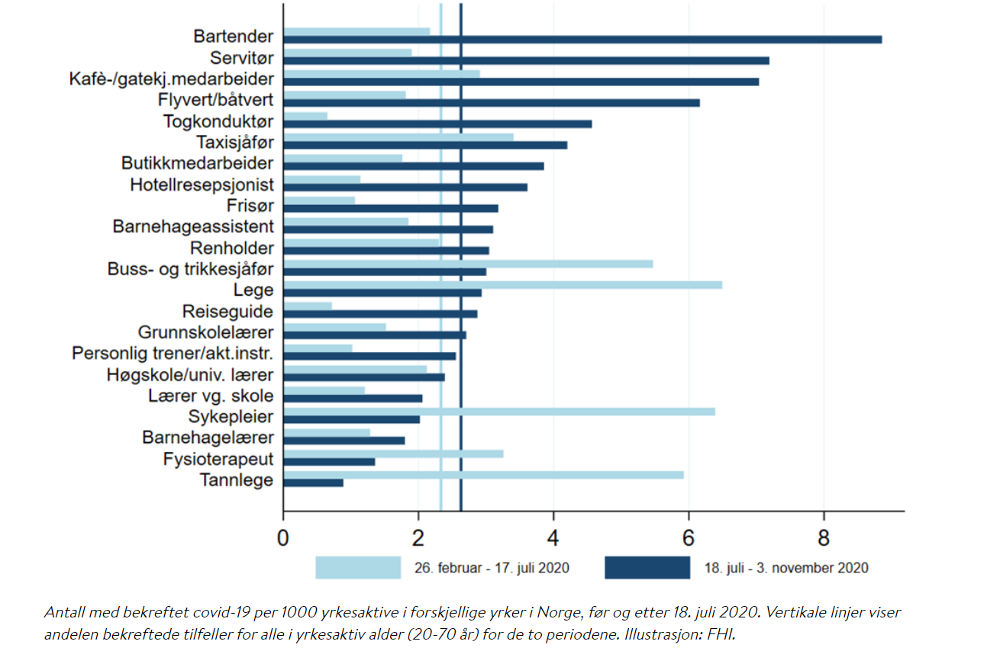 Bartender
Servitør
Kafè-/gatekj.medarbeider
Flyvert/båtvert
Togkonduktør
Taxisjåfør
Butikkmedarbeider
Hotellresepsjonist
Frisør
Barnehageassistent
Renholder
Buss- og trikkesjåfør
Lege
Reiseguide
Grunnskolelærer
Personlig trener/akt.instr.
Høgskole/univ. lærer
Lærer vg. skole
Sykepleier
Barnehagelærer
Fysioterapeut
Tannlege
0 2 4 6 8
26. februar - 17. juli 2020 18. juli - 3. november 2020
Antall med bekreftet covid-19 per 1000 yrkesaktive i forskjellige yrker i Norge, før og etter 18. juli 2020. Vertikale linjer viser
andelen bekreftede tilfeller for alle i yrkesaktiv alder (20-70 år) for de to periodene. Illustrasjon: FHI.